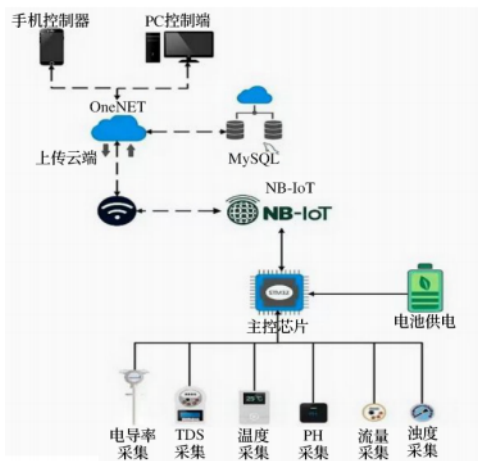 手机控制器
PC控制端
OneNET
上传云端
MySQL
NB-IoT
NB-IoT
STM32
主控芯片
电池供电
电导率
采集
TDS
采集
温度
采集
PH
采集
流量
采集
浊度
采集